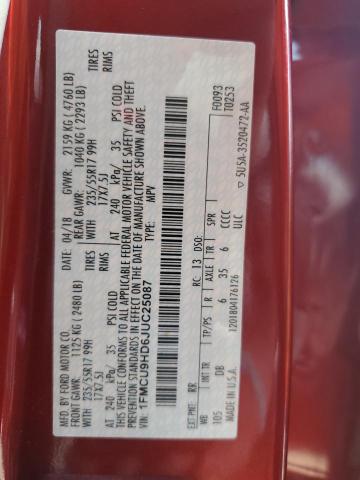 MFD. BY FORD MOTOR CO.
DATE: 04/18 GVWR: 2159 KG ( 4760 LB)
FRONT GAWR: 1125 KG ( 2480 LB) REAR GAWR: 1040 KG ( 2293 LB)
WITH 235/55R17 99H TIRES WITH 235/55R17 99H TIRES
17X7.5J RIMS 17X7.5J RIMS
AT 240 kPa/ 35 PSI COLD AT 240 kPa/ 35 PSI COLD
THIS VEHICLE CONFORMS TO ALL APPLICABLE FEDERAL MOTOR VEHICLE SAFETY AND THEFT PREVENTION
STANDARDS IN EFFECT ON THE DATE OF MANUFACTURE SHOWN ABOVE.
VIN: 1FMCU9HD6JUC25087 TYPE: MPV
F0093
T0253
EXT PNT: RR RC: 13 DSO:
WB TP/PS R AXLE TR SPR
105 DB 6 35 6 CCCC
MADE IN U.S.A. 1201804176126 ULC
5U5A-3520472-AA